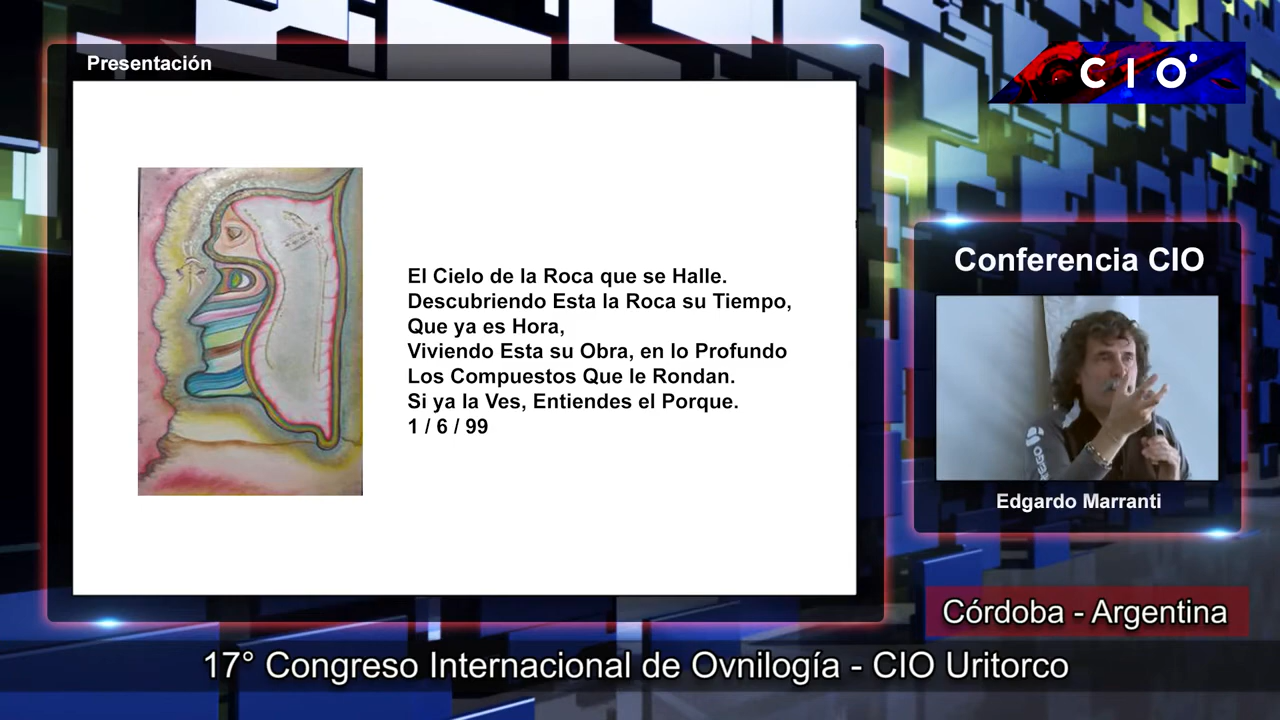 Presentación
CIO
El Cielo de la Roca que se Halle.
Descubriendo Esta la Roca su Tiempo,
Que ya es Hora,
Viviendo Esta su Obra, en lo Profundo
Los Compuestos Que le Rondan.
Si ya la Ves, Entiendes el Porque.
1 / 6 / 99
Conferencia CIO
Edgardo Marranti
Córdoba - Argentina
17° Congreso Internacional de Ovnilogía - CIO Uritorco